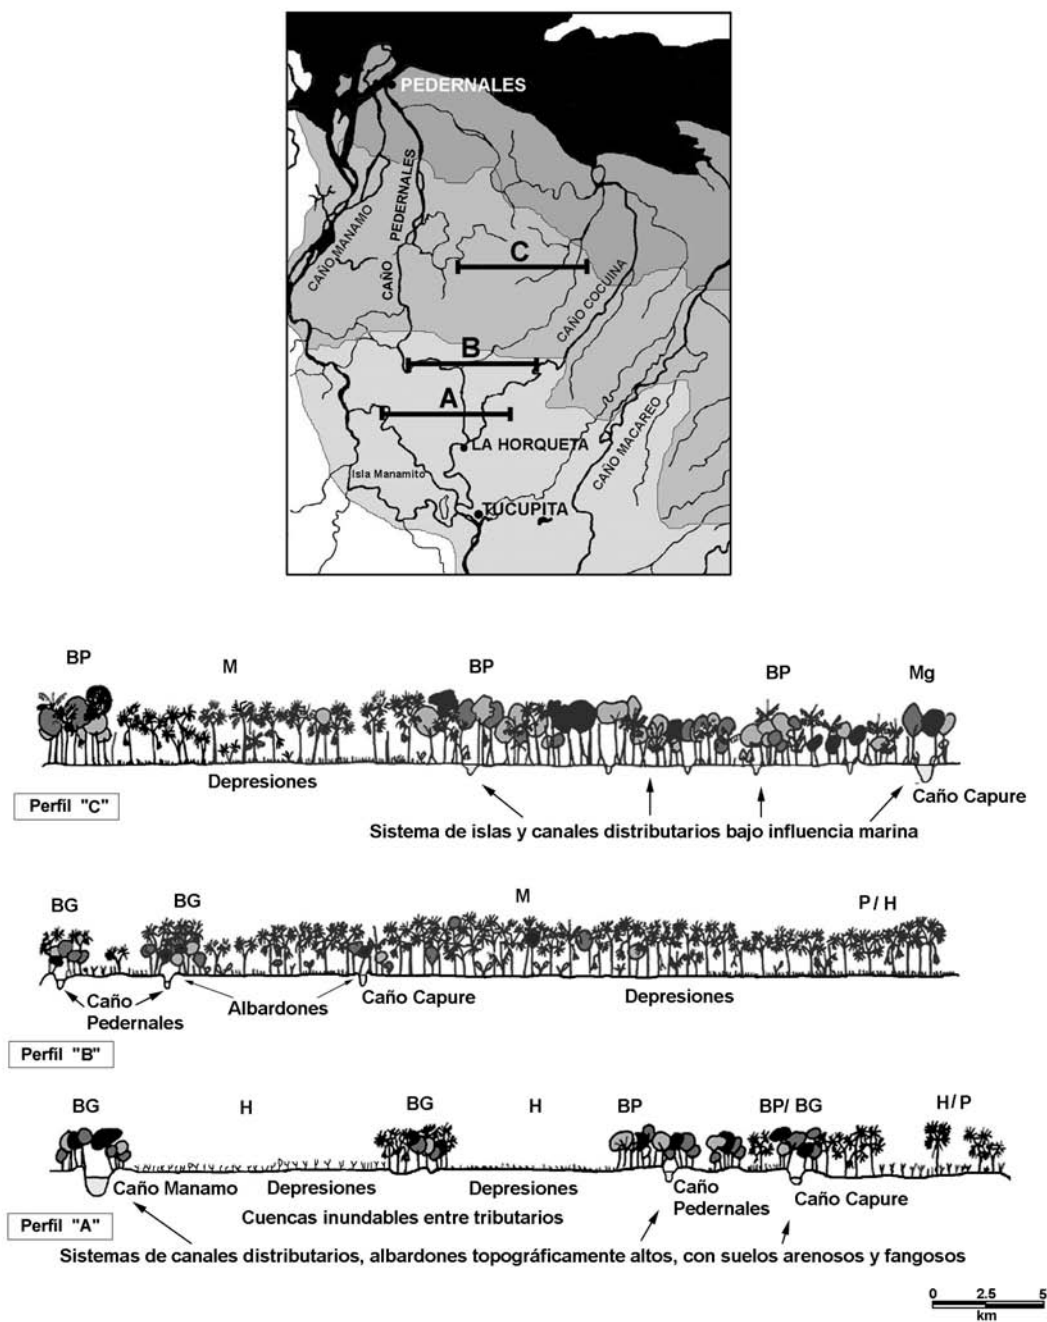 PEDERNALES
CAÑO PEDERNALES
CAÑO MANAMO
C
CAÑO COCUINA
B
A
CAÑO MACAREO
LA HORQUETA
Isla Manamito
TUCUPITA
BP M BP BP Mg
Depresiones
Caño Capure
Perfil "C"
Sistema de islas y canales distributarios bajo influencia marina
BG BG M P / H
Caño
Pedernales
Albardones
Caño Capure
Depresiones
Perfil "B"
BG H BG H BP BP/ BG H / P
Caño Manamo
Depresiones
Depresiones
Caño
Pedernales
Caño Capure
Cuencas inundables entre tributarios
Perfil "A"
Sistemas de canales distributarios, albardones topográficamente altos, con suelos arenosos y fangosos
0 2.5 5
km